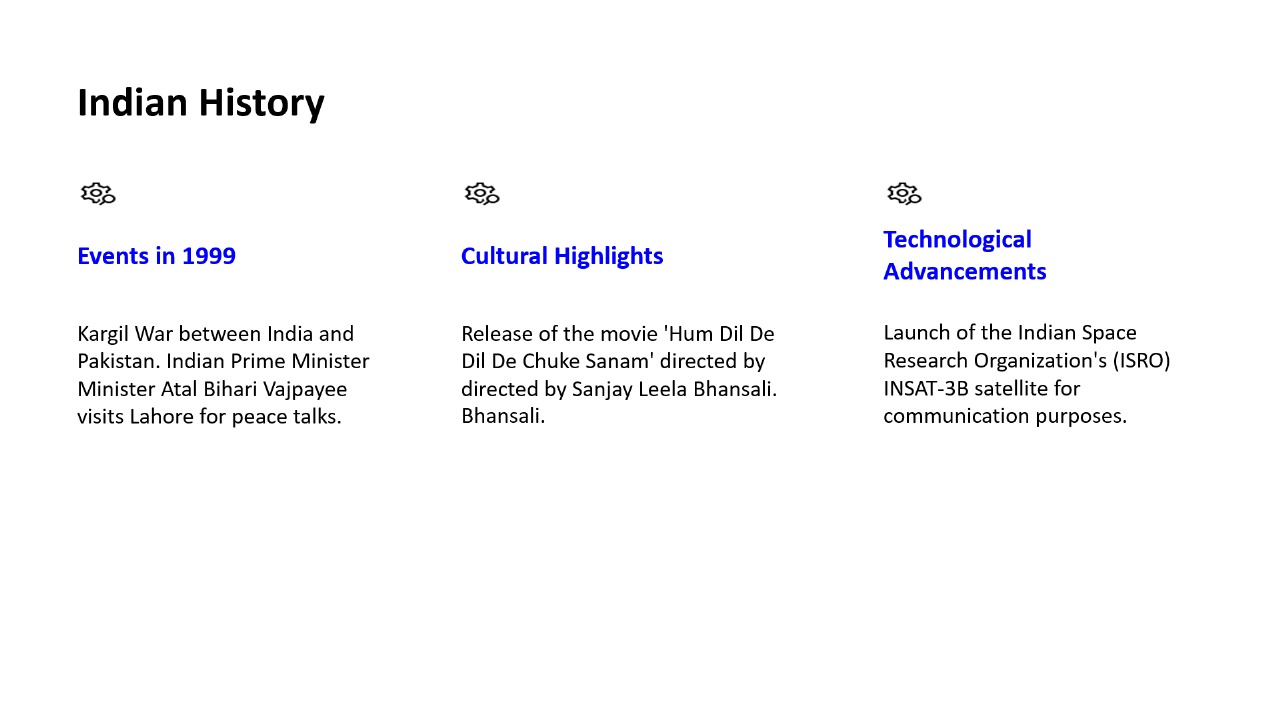 Indian History
Events in 1999
Kargil War between India and
Pakistan. Indian Prime Minister
Minister Atal Bihari Vajpayee
visits Lahore for peace talks.
Cultural Highlights
Release of the movie 'Hum Dil De
Dil De Chuke Sanam' directed by
directed by Sanjay Leela Bhansali.
Bhansali.
Technological
Advancements
Launch of the Indian Space
Research Organization's (ISRO)
INSAT-3B satellite for
communication purposes.